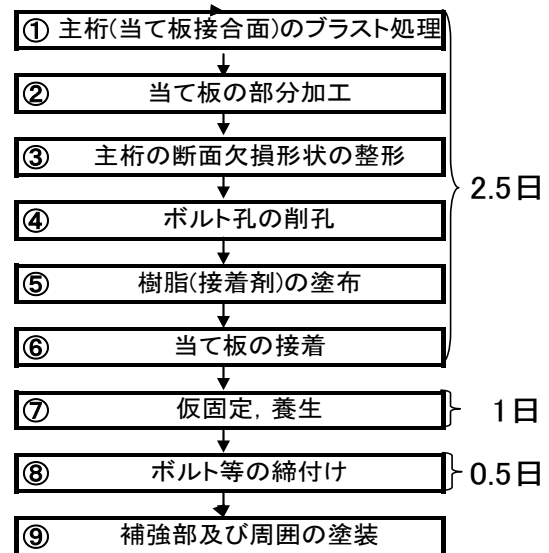 ① 主桁(当て板接合面)のブラスト処理
② 当て板の部分加工
③ 主桁の断面欠損形状の整形
2.5日
④ ボルト孔の削孔
⑤ 樹脂(接着剤)の塗布
⑥ 当て板の接着
⑦ 仮固定，養生
1日
⑧ ボルト等の締付け
0.5日
⑨ 補強部及び周囲の塗装